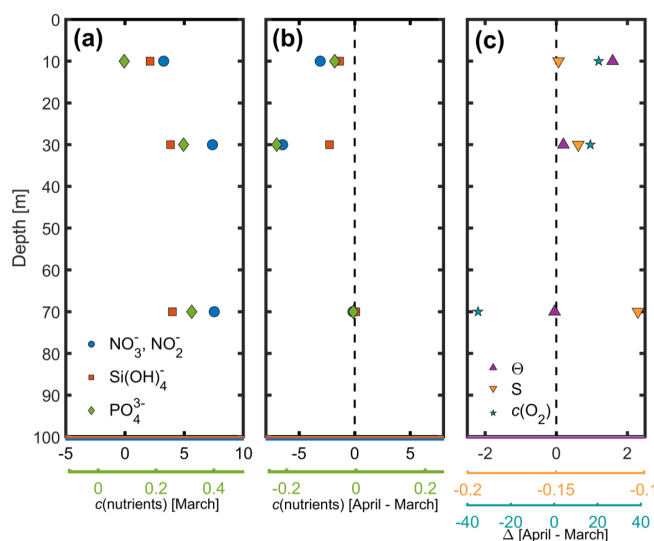 (a)
(b)
(c)
Depth [m]
0
10
20
30
40
50
60
70
80
90
100
NO₃⁻, NO₂⁻
Si(OH)₄⁻
PO₄³⁻
Θ
S
c(O₂)
-5 0 5 10
0 0.2 0.4
c(nutrients) [March]
-5 0
-0.2 0 0.2
c(nutrients) [April - March]
-2 0 2
-0.2 -0.15 -0.1
-40 -20 0 20 40
Δ [April - March]